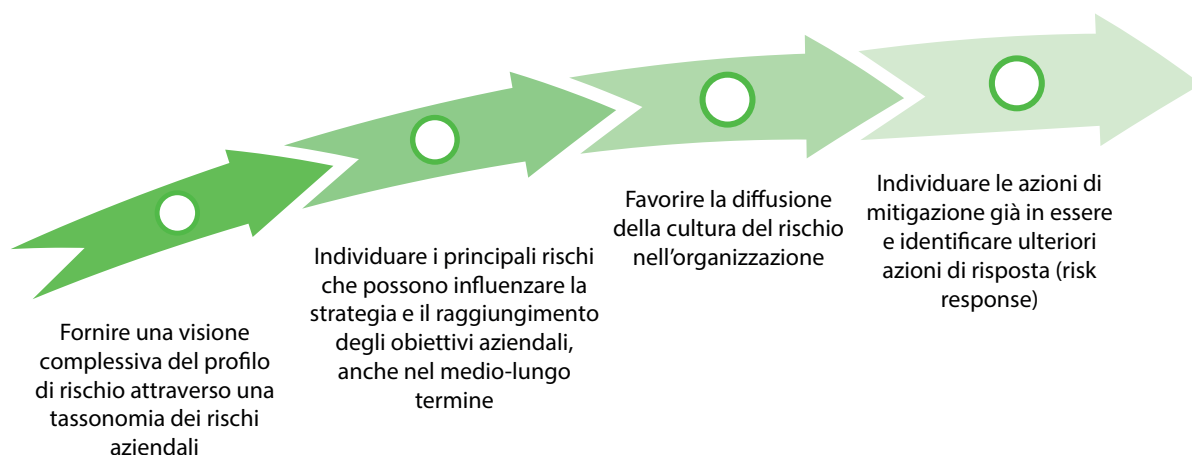 Fornire una visione
complessiva del profilo
di rischio attraverso una
tassonomia dei rischi
aziendali
Individuare i principali rischi
che possono influenzare la
strategia e il raggiungimento
degli obiettivi aziendali,
anche nel medio-lungo
termine
Favorire la diffusione
della cultura del rischio
nell'organizzazione
Individuare le azioni di
mitigazione già in essere
e identificare ulteriori
azioni di risposta (risk
response)